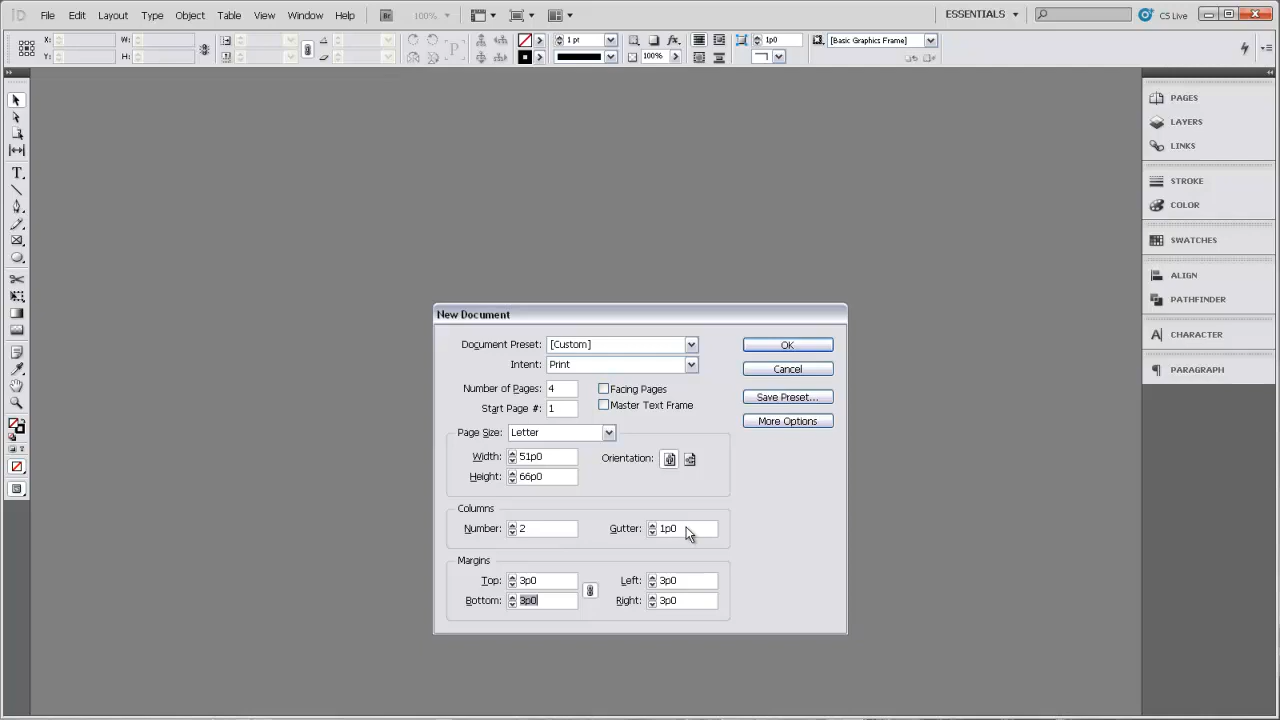 ID File Edit Layout Type Object Table View Window Help Br 100% ESSENTIALS CS Live
X: W: 1 pt 1p0 [Basic Graphics Frame]
Y: H: 100%
PAGES
LAYERS
LINKS
STROKE
COLOR
SWATCHES
ALIGN
PATHFINDER
CHARACTER
PARAGRAPH
New Document
Document Preset: [Custom] OK
Intent: Print Cancel
Number of Pages: 4 Facing Pages Save Preset...
Start Page #: 1 Master Text Frame
More Options
Page Size: Letter
Width: 51p0 Orientation:
Height: 66p0
Columns
Number: 2 Gutter: 1p0
Margins
Top: 3p0 Left: 3p0
Bottom: 3p0 Right: 3p0